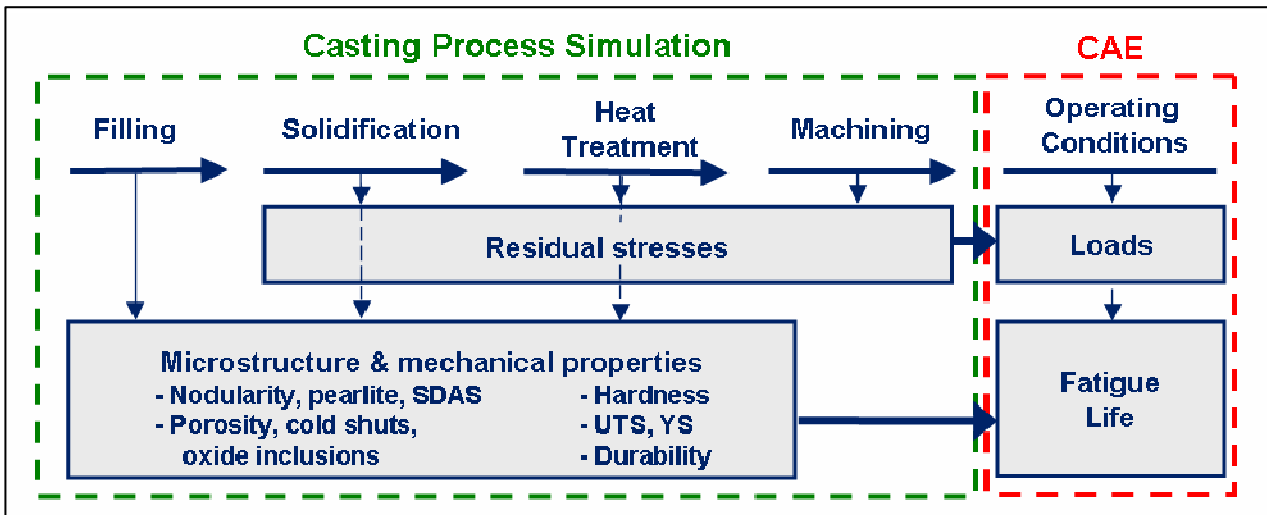 Casting Process Simulation
CAE
Filling
Solidification
Heat
Treatment
Machining
Operating
Conditions
Residual stresses
Loads
Microstructure & mechanical properties
- Nodularity, pearlite, SDAS
- Porosity, cold shuts,
oxide inclusions
- Hardness
- UTS, YS
- Durability
Fatigue
Life